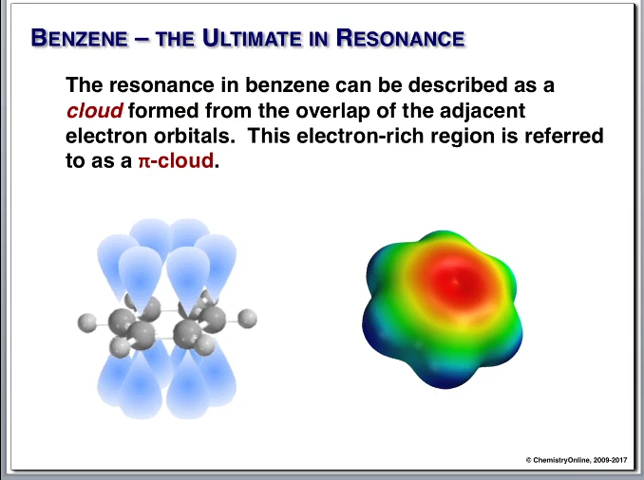 BENZENE – THE ULTIMATE IN RESONANCE
The resonance in benzene can be described as a
cloud formed from the overlap of the adjacent
electron orbitals. This electron-rich region is referred
to as a π-cloud.
© ChemistryOnline, 2009-2017